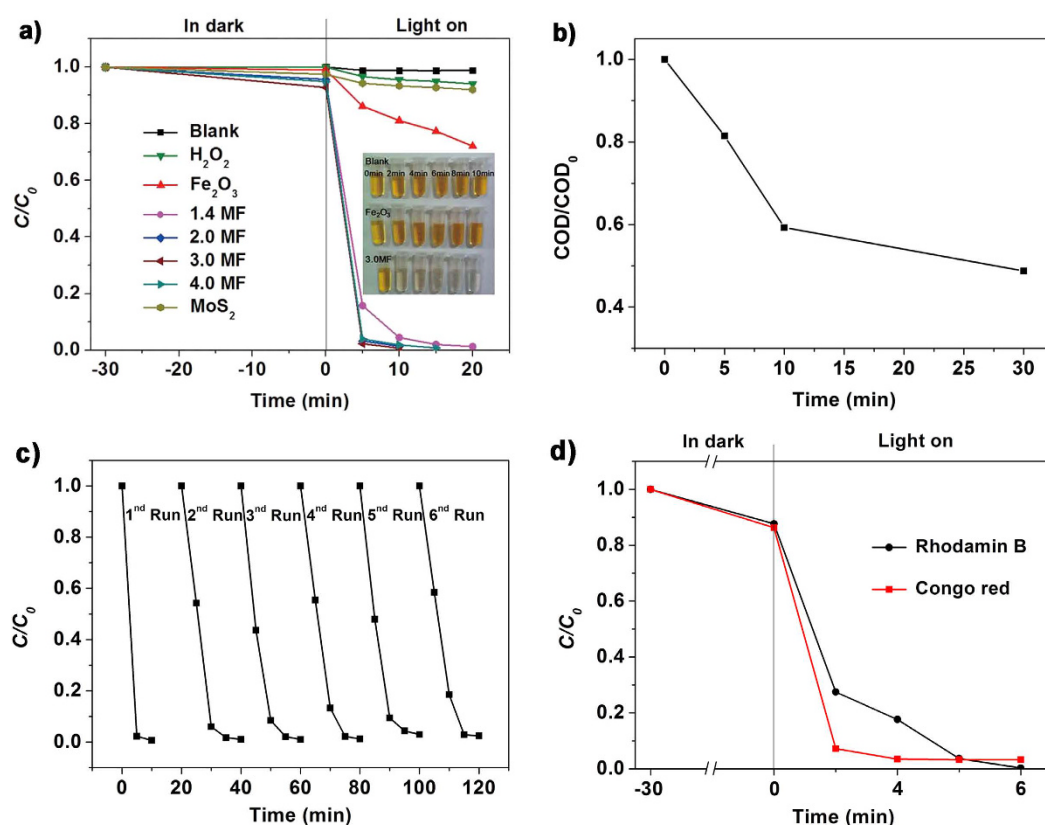 a)
In dark
Light on
1.0
0.8
0.6
0.4
0.2
0.0
C/C₀
Blank
H₂O₂
Fe₂O₃
1.4 MF
2.0 MF
3.0 MF
4.0 MF
MoS₂
Blank
0min 2min 4min 6min 8min 10min
Fe₂O₃
3.0MF
-30 -20 -10 0 10 20
Time (min)
b)
1.0
0.8
0.6
0.4
COD/COD₀
0 5 10 15 20 25 30
Time (min)
c)
1.0
0.8
0.6
0.4
0.2
0.0
C/C₀
1ⁿᵈ Run 2ⁿᵈ Run 3ⁿᵈ Run 4ⁿᵈ Run 5ⁿᵈ Run 6ⁿᵈ Run
0 20 40 60 80 100 120
Time (min)
d)
In dark
Light on
1.0
0.8
0.6
0.4
0.2
0.0
C/C₀
Rhodamin B
Congo red
-30 0 4 6
Time (min)